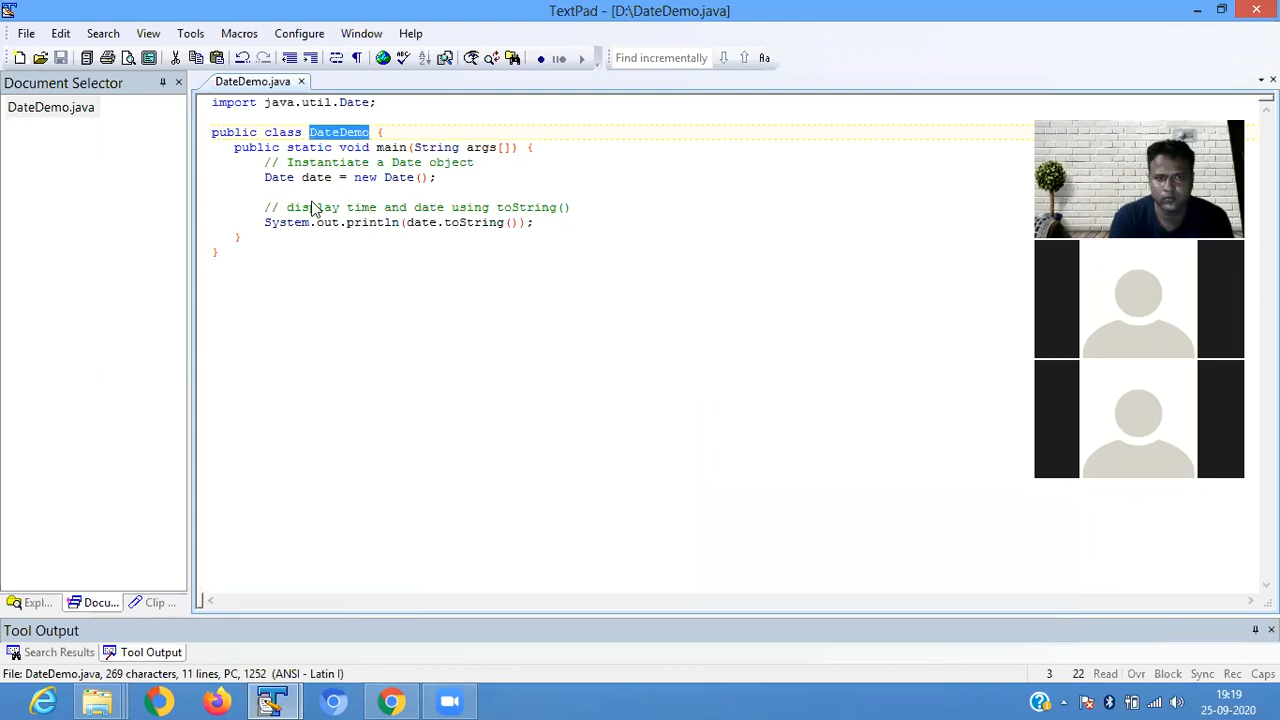 TextPad - [D:\DateDemo.java]
File Edit Search View Tools Macros Configure Window Help
Find incrementally
Document Selector
DateDemo.java
DateDemo.java
import java.util.Date;
public class DateDemo {
public static void main(String args[]) {
// Instantiate a Date object
Date date = new Date();
// display time and date using toString()
System.out.println(date.toString());
}
}
Expl... Docu... Clip ...
Tool Output
Search Results Tool Output
File: DateDemo.java, 269 characters, 11 lines, PC, 1252 (ANSI - Latin I) 3 22 Read Ovr Block Sync Rec Caps
19:19
25-09-2020